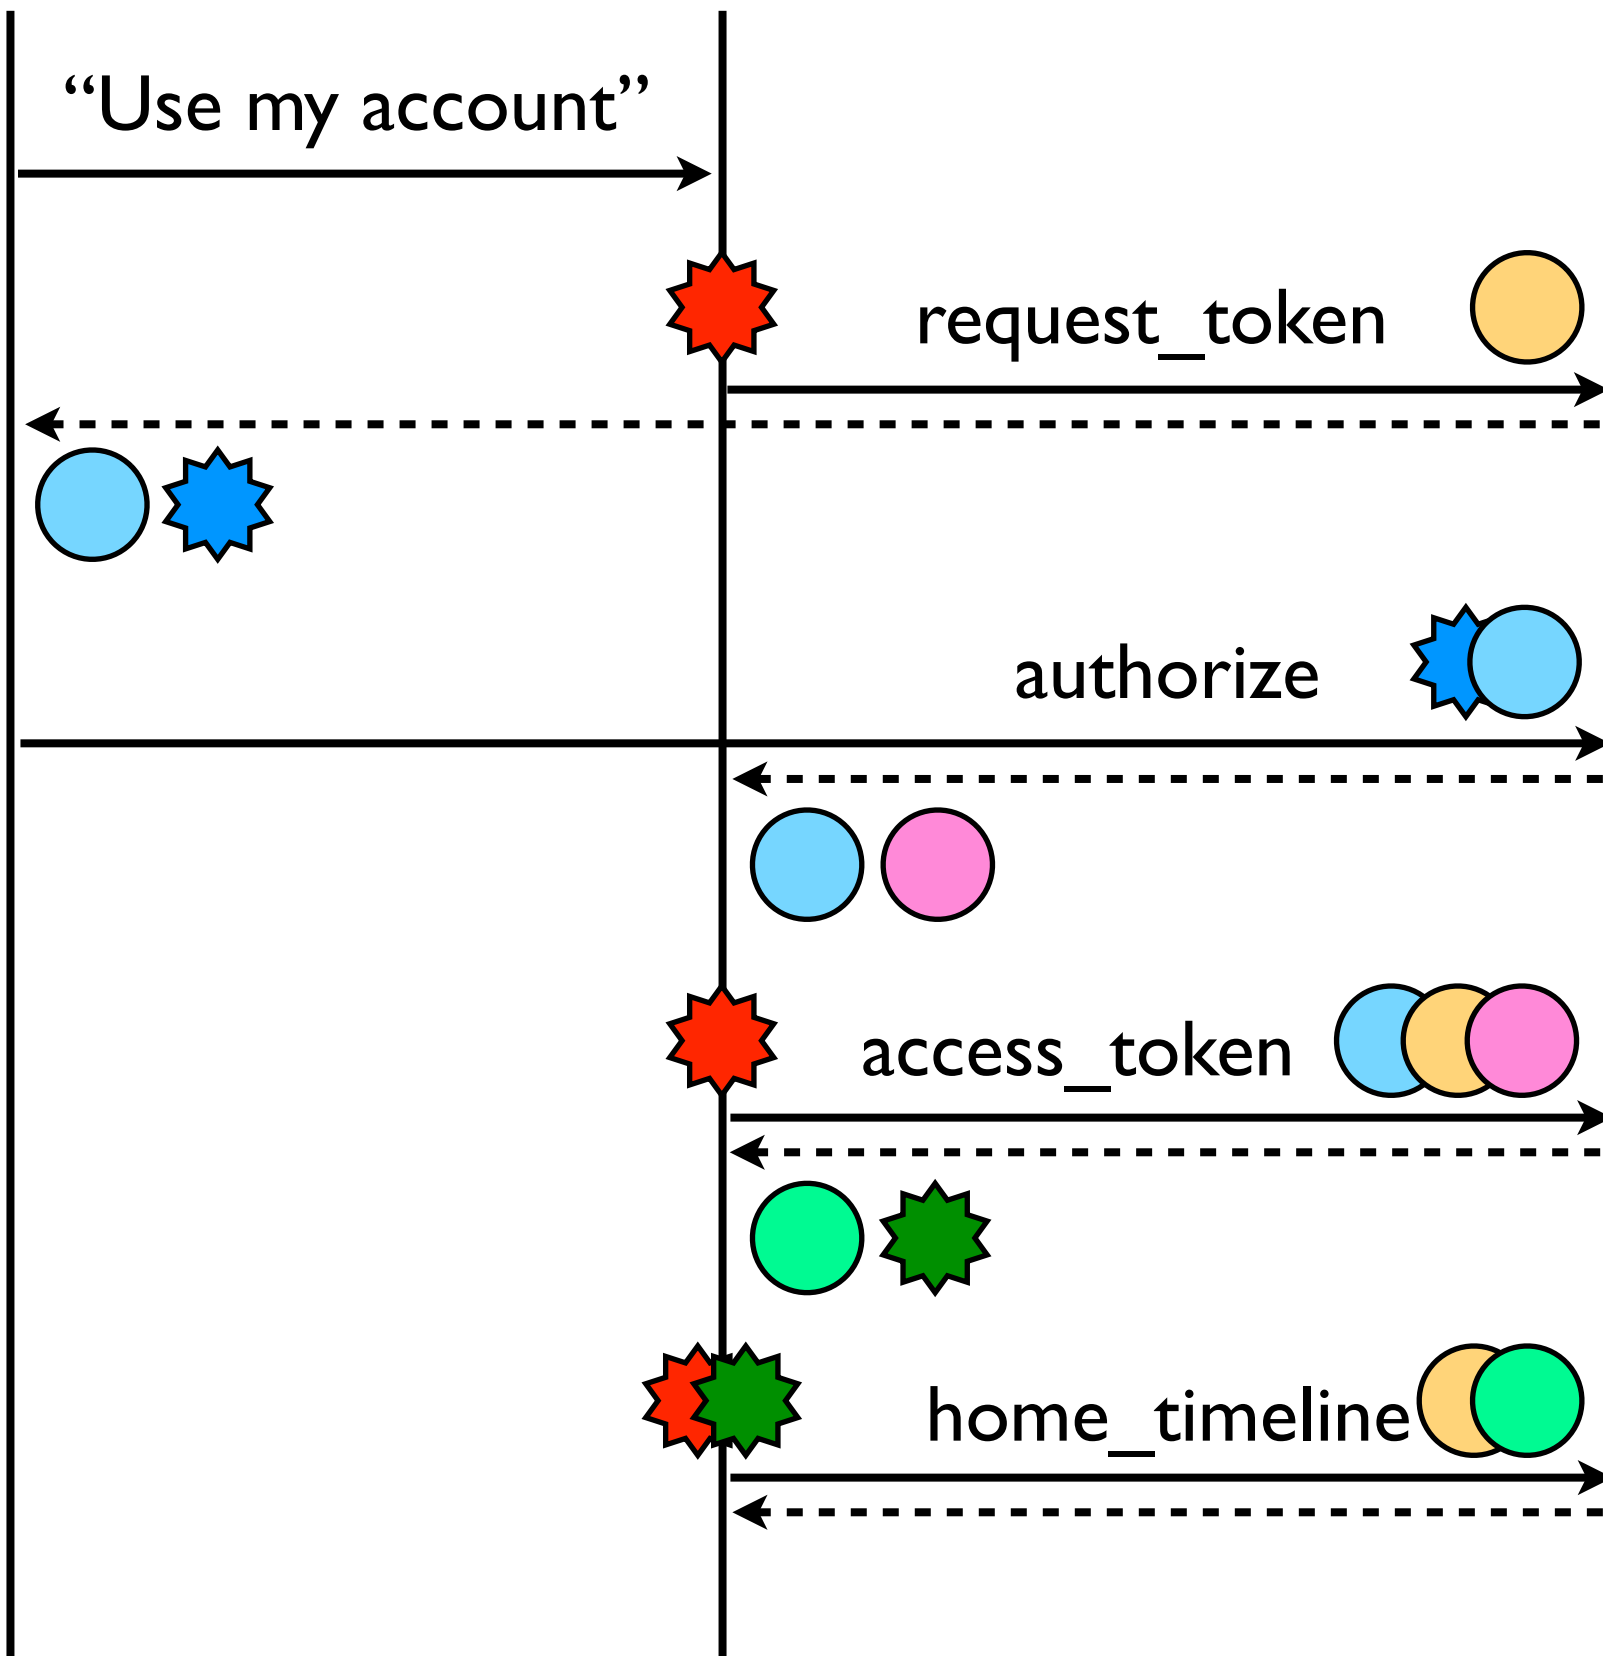 “Use my account”
request_token
authorize
access_token
home_timeline